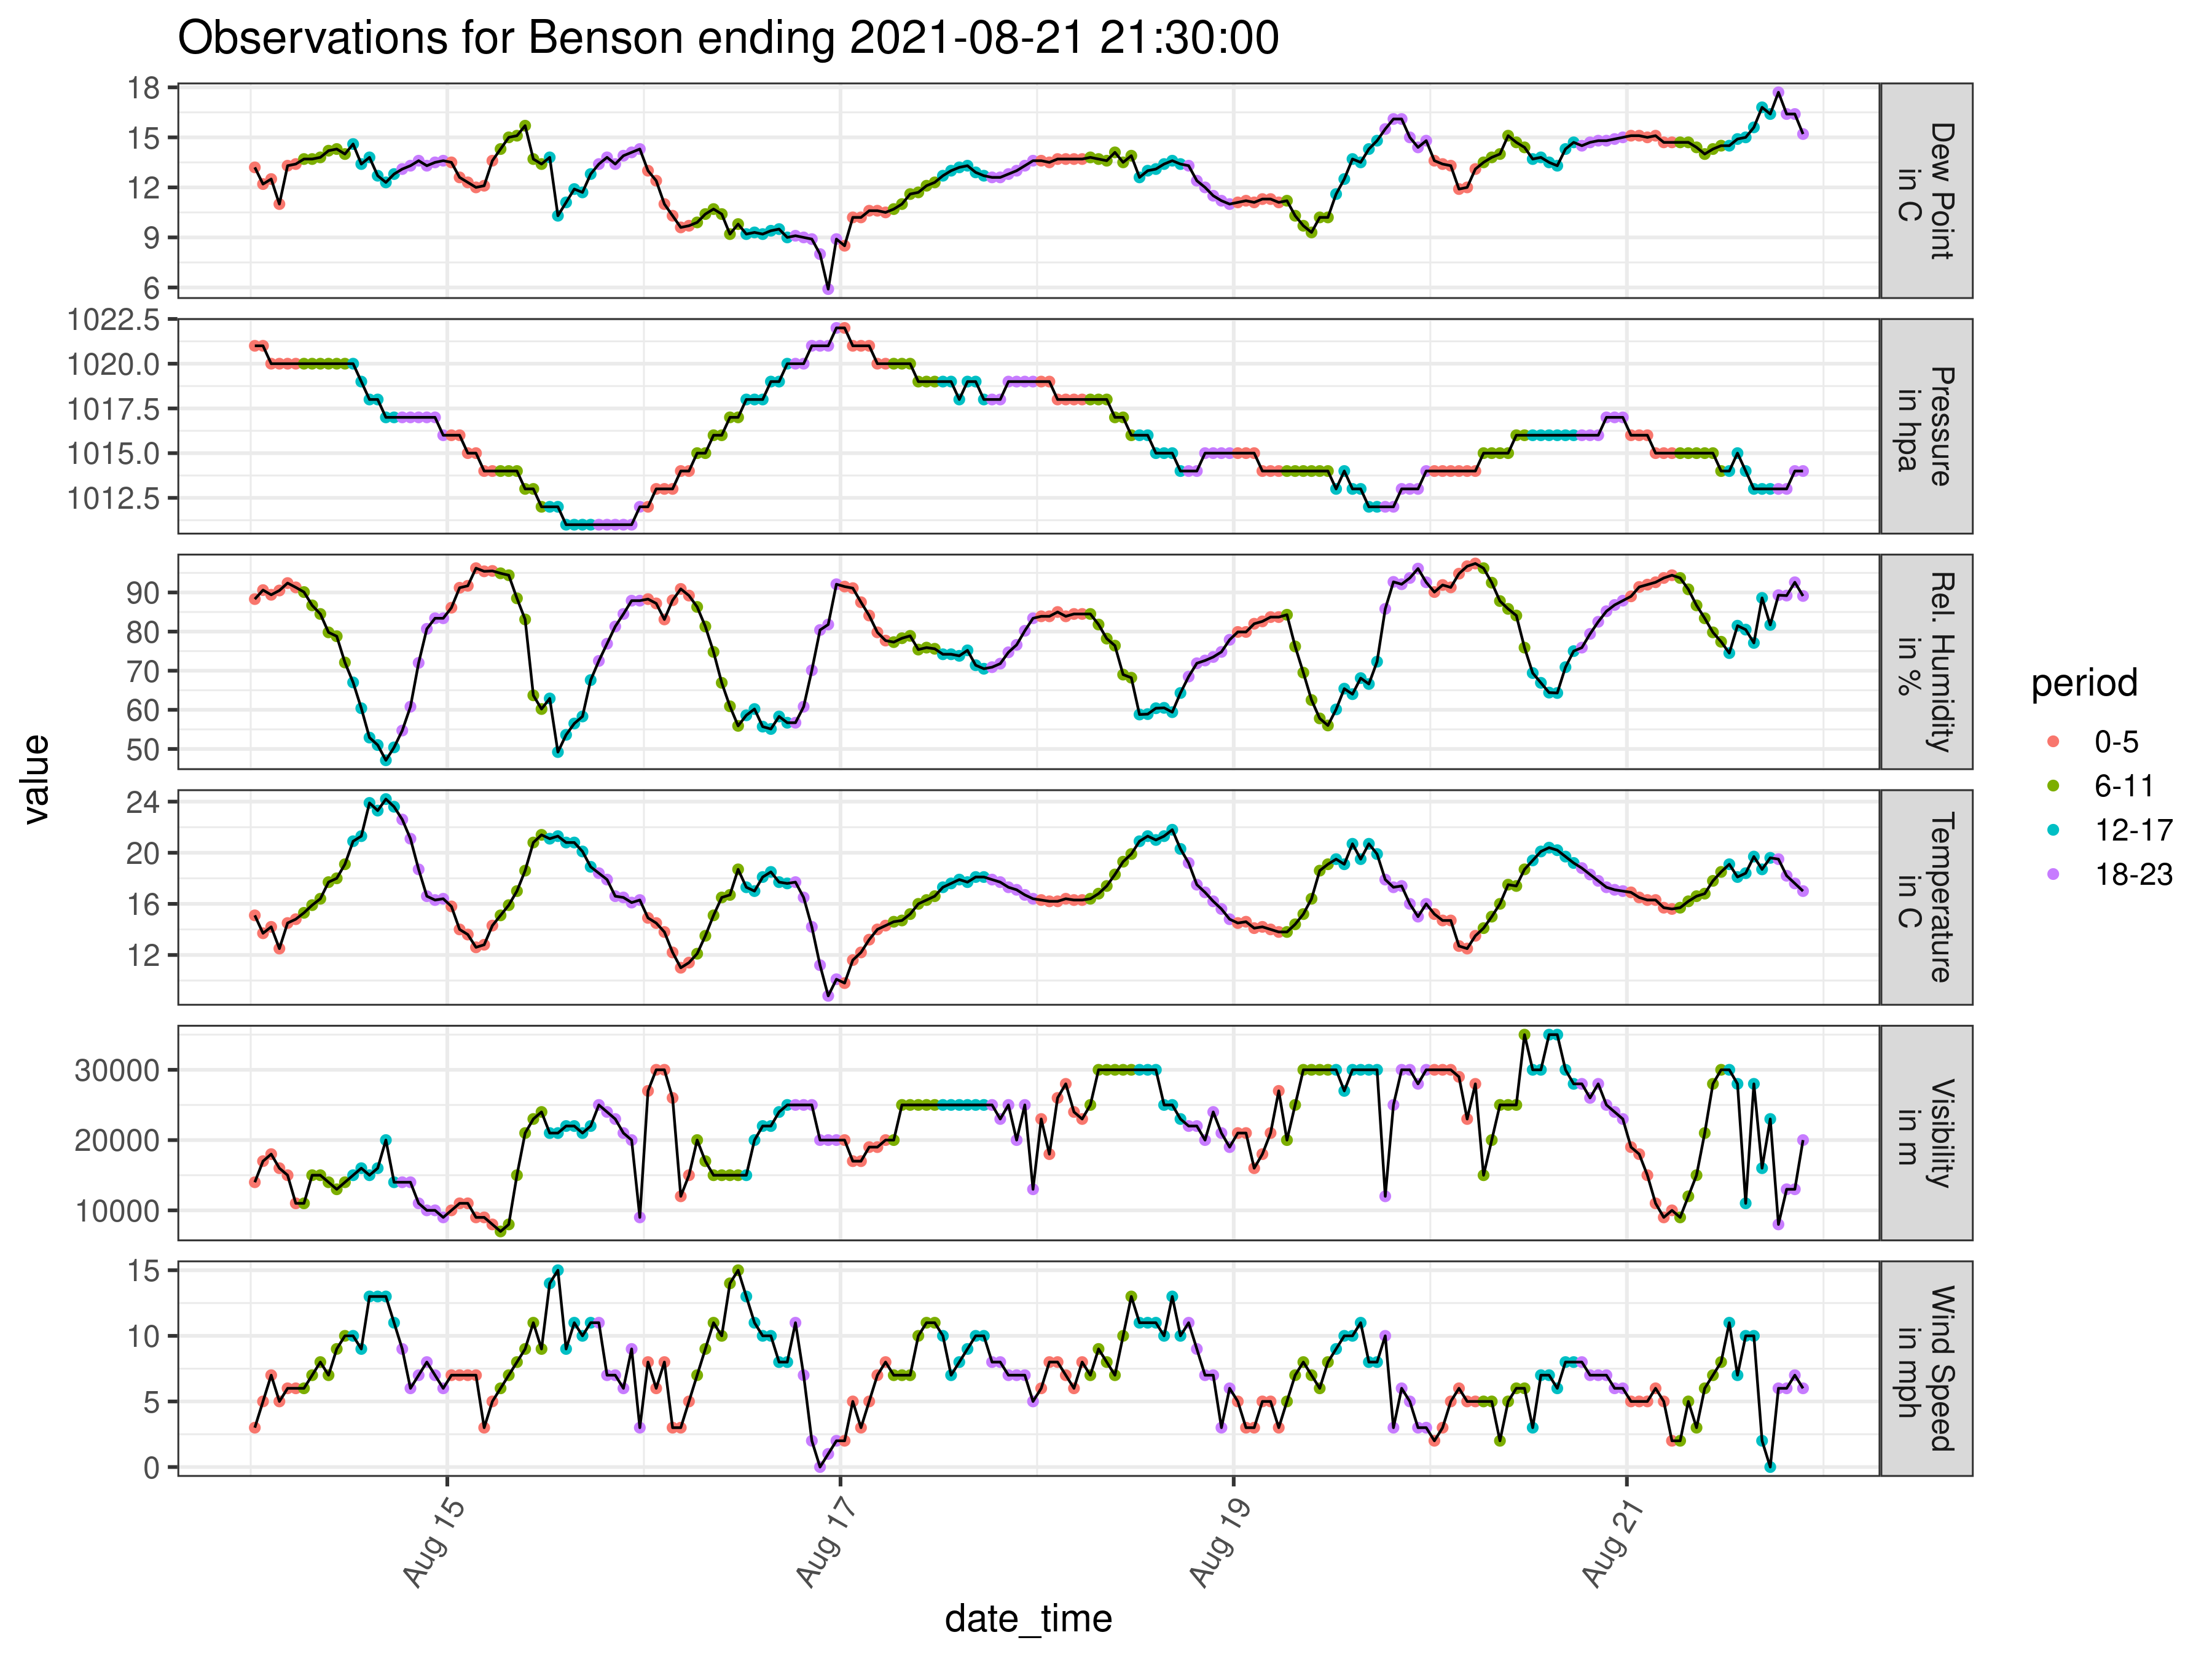 Observations for Benson ending 2021-08-21 21:30:00
18
15
12
9
6
Dew Point
in C
1022.5
1020.0
1017.5
1015.0
1012.5
Pressure
in hpa
90
80
70
60
50
Rel. Humidity
in %
24
20
16
12
Temperature
in C
30000
20000
10000
Visibility
in m
15
10
5
0
Wind Speed
in mph
value
Aug 15
Aug 17
Aug 19
Aug 21
date_time
period
0-5
6-11
12-17
18-23